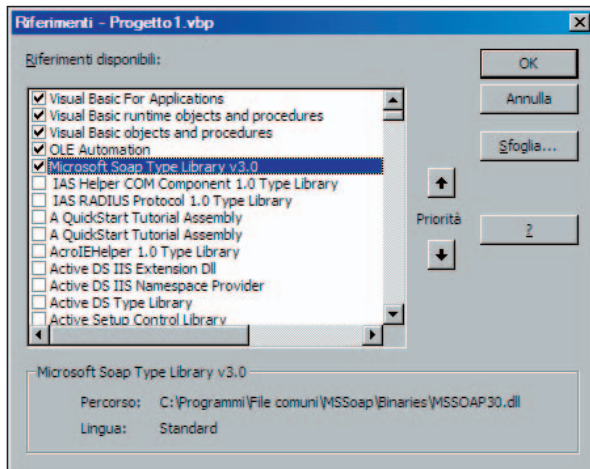 Riferimenti - Progetto1.vbp
Riferimenti disponibili:
Visual Basic For Applications
Visual Basic runtime objects and procedures
Visual Basic objects and procedures
OLE Automation
Microsoft Soap Type Library v3.0
IAS Helper COM Component 1.0 Type Library
IAS RADIUS Protocol 1.0 Type Library
A QuickStart Tutorial Assembly
A QuickStart Tutorial Assembly
AcroIEHelper 1.0 Type Library
Active DS IIS Extension Dll
Active DS IIS Namespace Provider
Active DS Type Library
Active Setup Control Library
OK
Annulla
Sfoglia...
Priorità
?
Microsoft Soap Type Library v3.0
Percorso: C:\Programmi\File comuni\MSSoap\Binaries\MSSOAP30.dll
Lingua: Standard